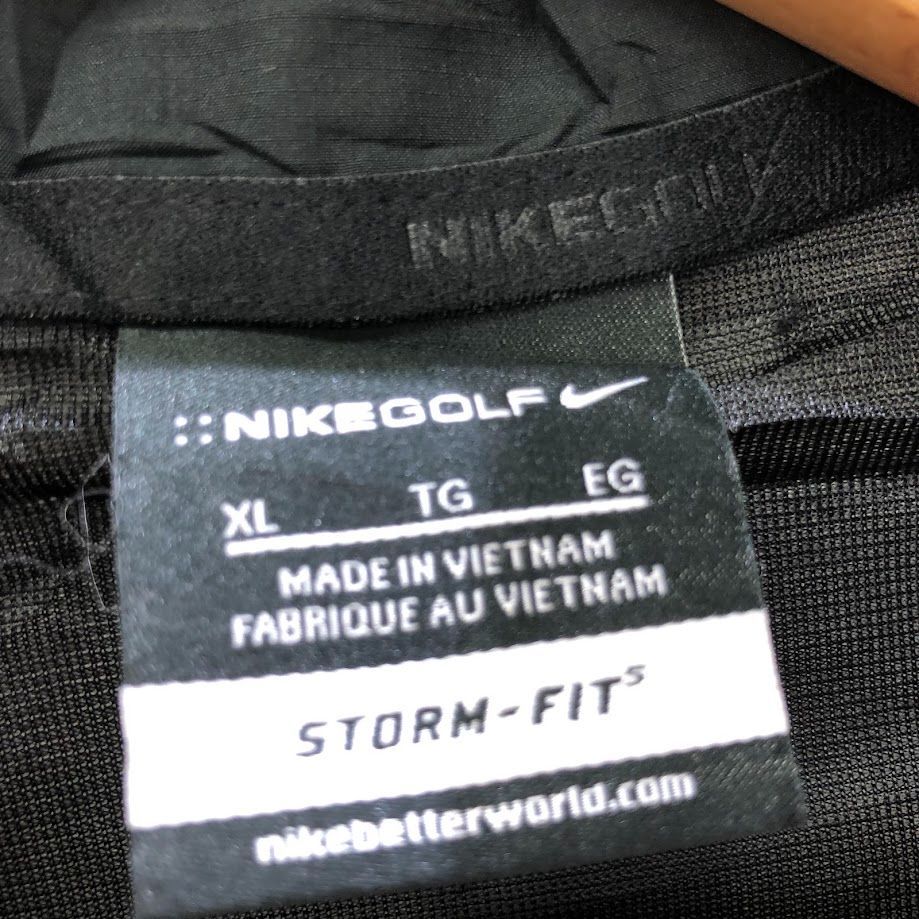 NIKEGOLF
::NIKEGOLF
XL TG EG
MADE IN VIETNAM
FABRIQUE AU VIETNAM
STORM-FIT⁵
nikebetterworld.com